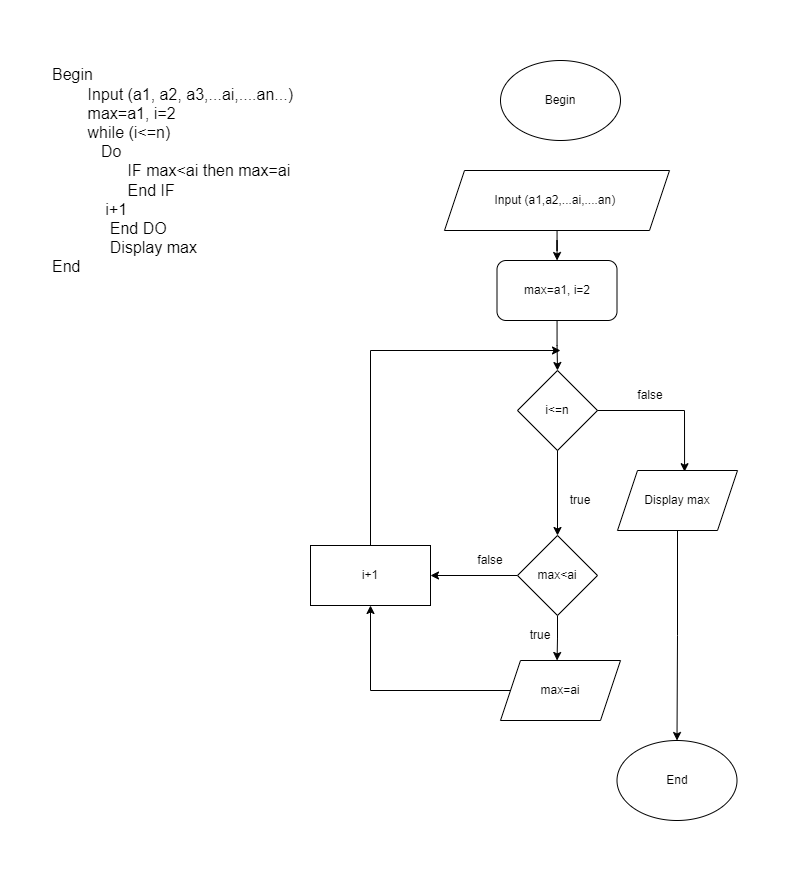 Begin
Input (a1, a2, a3,...ai,....an...)
max=a1, i=2
while (i<=n)
Do
IF max<ai then max=ai
End IF
i+1
End DO
Display max
End
Begin
Input (a1,a2,...ai,....an)
max=a1, i=2
i<=n
false
true
Display max
max<ai
false
i+1
true
max=ai
End